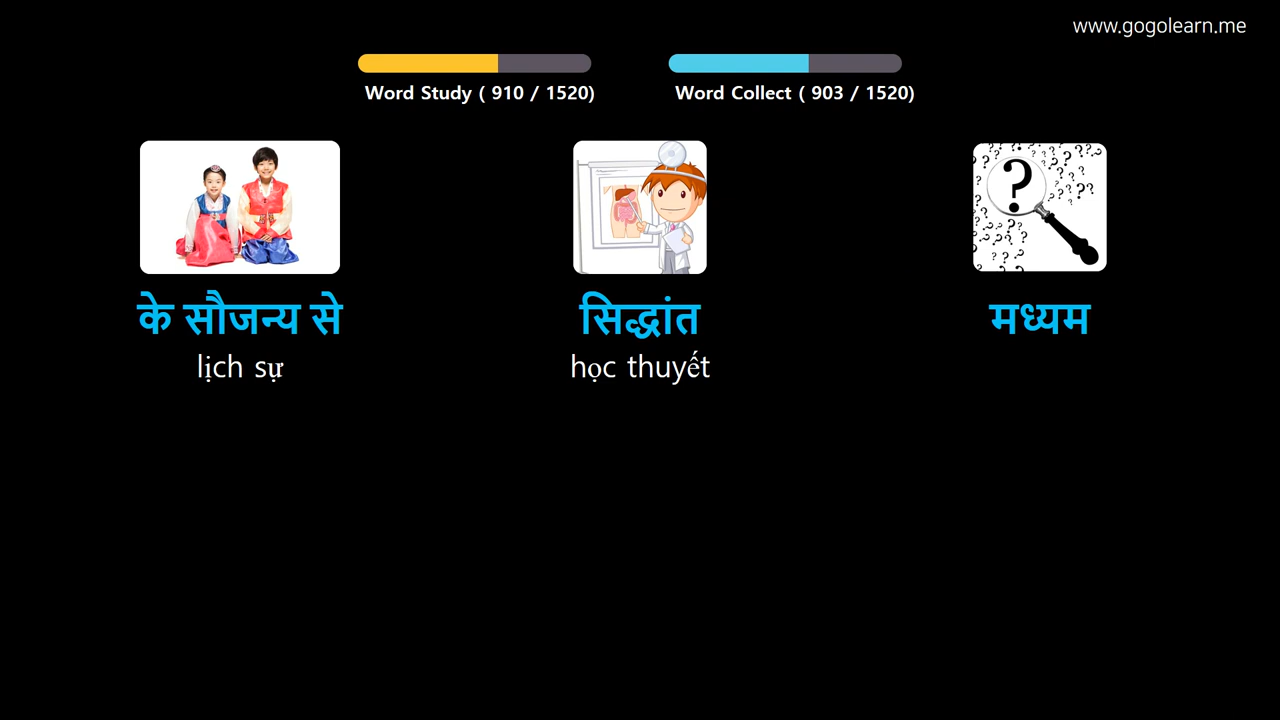 www.gogolearn.me
Word Study ( 910 / 1520)
Word Collect ( 903 / 1520)
के सौजन्य से
lịch sự
सिद्धांत
học thuyết
मध्यम